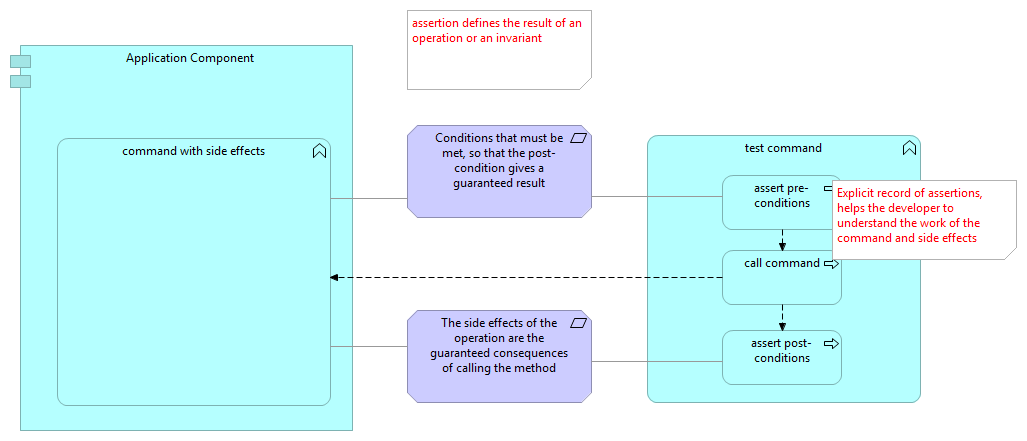 assertion defines the result of an
operation or an invariant
Application Component
command with side effects
Conditions that must be
met, so that the post-
condition gives a
guaranteed result
test command
assert pre-
conditions
Explicit record of assertions,
helps the developer to
understand the work of the
command and side effects
call command
The side effects of the
operation are the
guaranteed consequences
of calling the method
assert post-
conditions